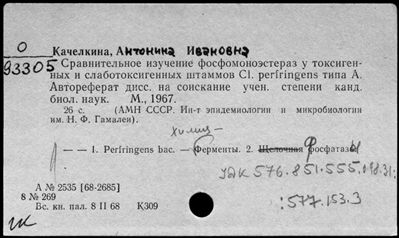 О
93305
Качелкина, Антонина Ивановна
Сравнительное изучение фосфомоноэстераз у токсиген-
ных и слаботоксигенных штаммов Cl. perfringens типа А.
Автореферат дисс. на соискание учен. степени канд.
биол. наук. М., 1967.
26 с. (АМН СССР. Ин-т эпидемиологии и микробиологии
им. Н. Ф. Гамалеи).
химич-
— — 1. Perfringens bac. — Ферменты. 2. Щелочная фосфатазы
УДК 576.851.555.098.31:
:577.153.3
А № 2535 [68-2685]
8 № 269
Вс. кн. пал. 8 II 68 К309